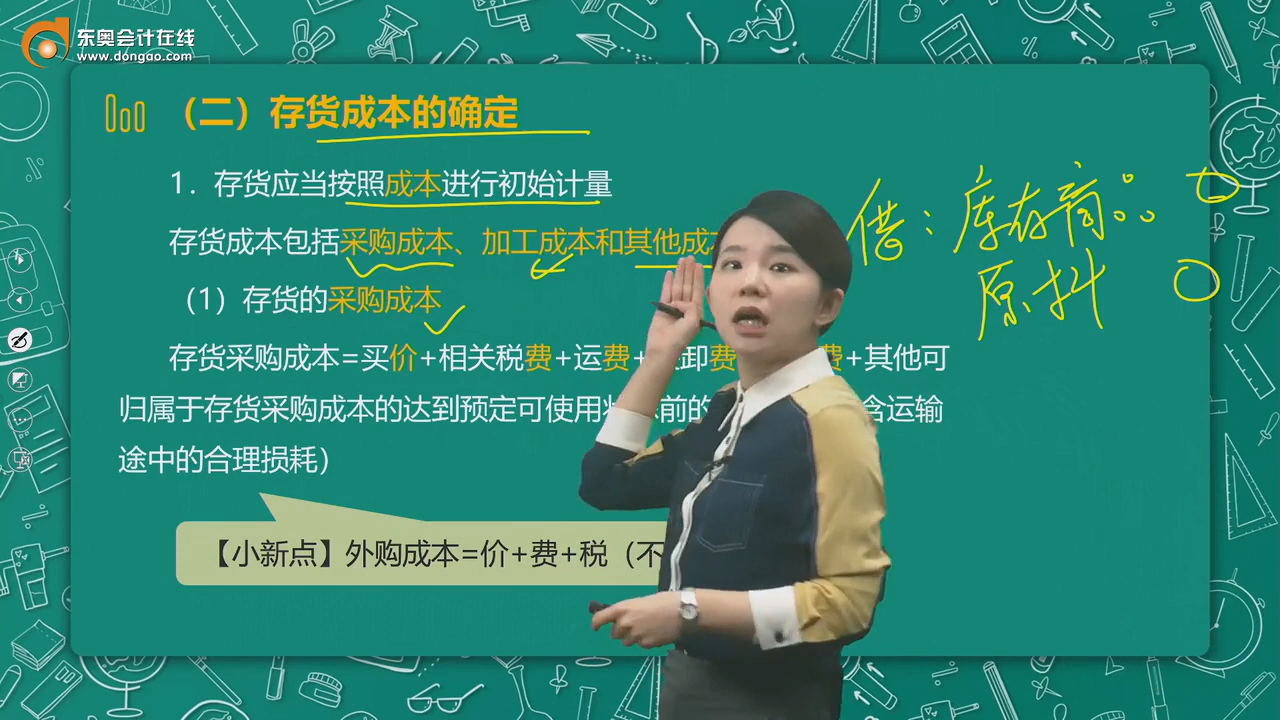 东奥会计在线
www.dongao.com
（二）存货成本的确定
1．存货应当按照成本进行初始计量
存货成本包括采购成本、加工成本和其他成
（1）存货的采购成本
存货采购成本=买价+相关税费+运费+ 卸费 费+其他可
归属于存货采购成本的达到预定可使用 前的 含运输
途中的合理损耗）
【小新点】外购成本=价+费+税（不
借：库存商品
原料